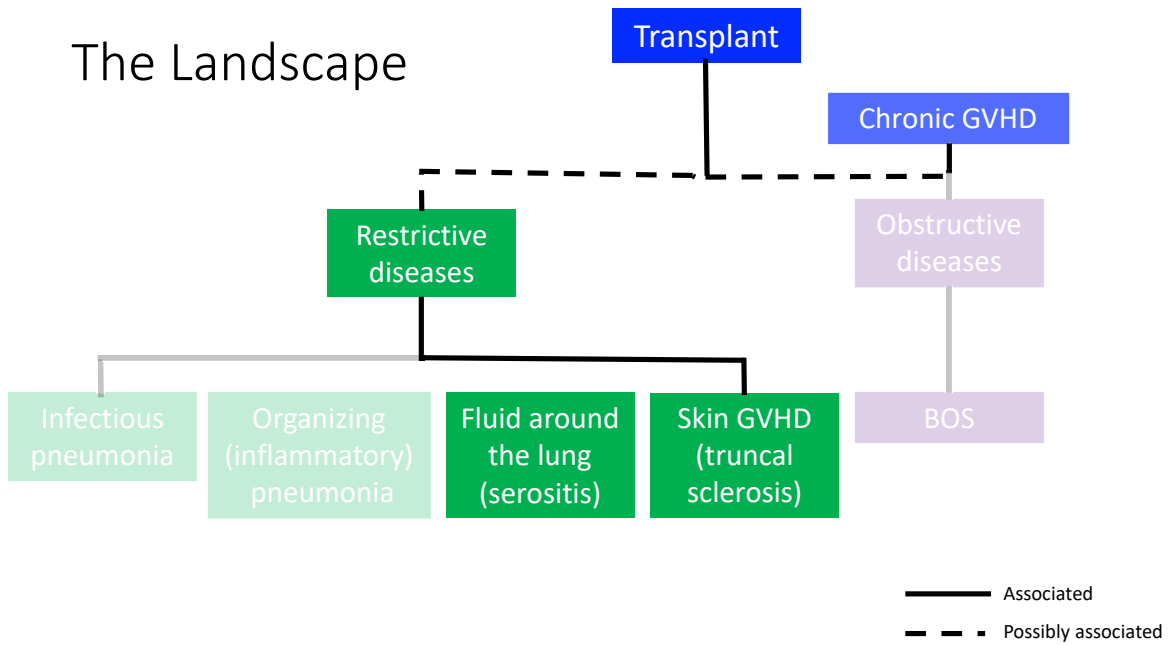 The Landscape
Transplant
Chronic GVHD
Restrictive
diseases
Obstructive
diseases
Infectious
pneumonia
Organizing
(inflammatory)
pneumonia
Fluid around
the lung
(serositis)
Skin GVHD
(truncal
sclerosis)
BOS
Associated
Possibly associated